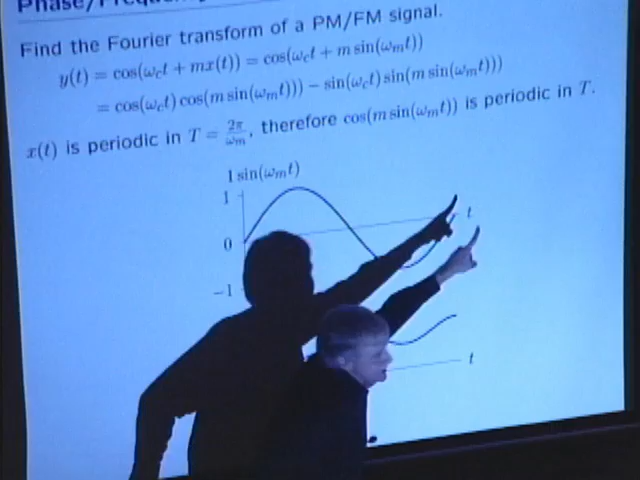 Phase/Frequency
Find the Fourier transform of a PM/FM signal.
y(t) = cos(ω_c t + mx(t)) = cos(ω_c t + m sin(ω_m t))
= cos(ω_c t) cos(m sin(ω_m t))) − sin(ω_c t) sin(m sin(ω_m t)))
x(t) is periodic in T = 2π/ω_m, therefore cos(m sin(ω_m t)) is periodic in T.
1 sin(ω_m t)
1
t
0
−1
t